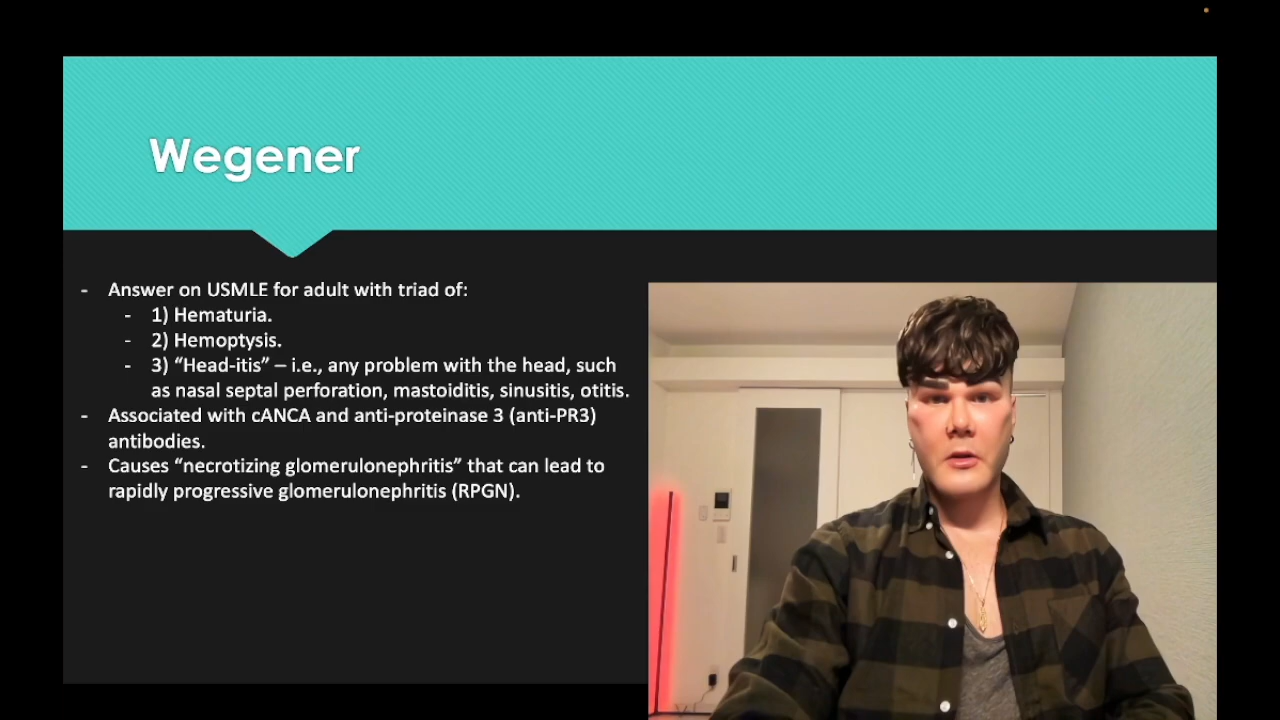 Wegener
- Answer on USMLE for adult with triad of:
- 1) Hematuria.
- 2) Hemoptysis.
- 3) “Head-itis” – i.e., any problem with the head, such
as nasal septal perforation, mastoiditis, sinusitis, otitis.
- Associated with cANCA and anti-proteinase 3 (anti-PR3)
antibodies.
- Causes “necrotizing glomerulonephritis” that can lead to
rapidly progressive glomerulonephritis (RPGN).